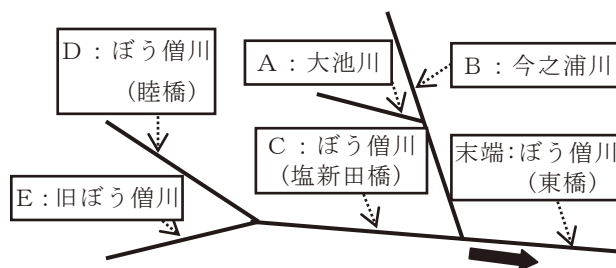 D：ぼう僧川
(睦橋)
A：大池川
B：今之浦川
C：ぼう僧川
(塩新田橋)
末端：ぼう僧川
(東橋)
E：旧ぼう僧川